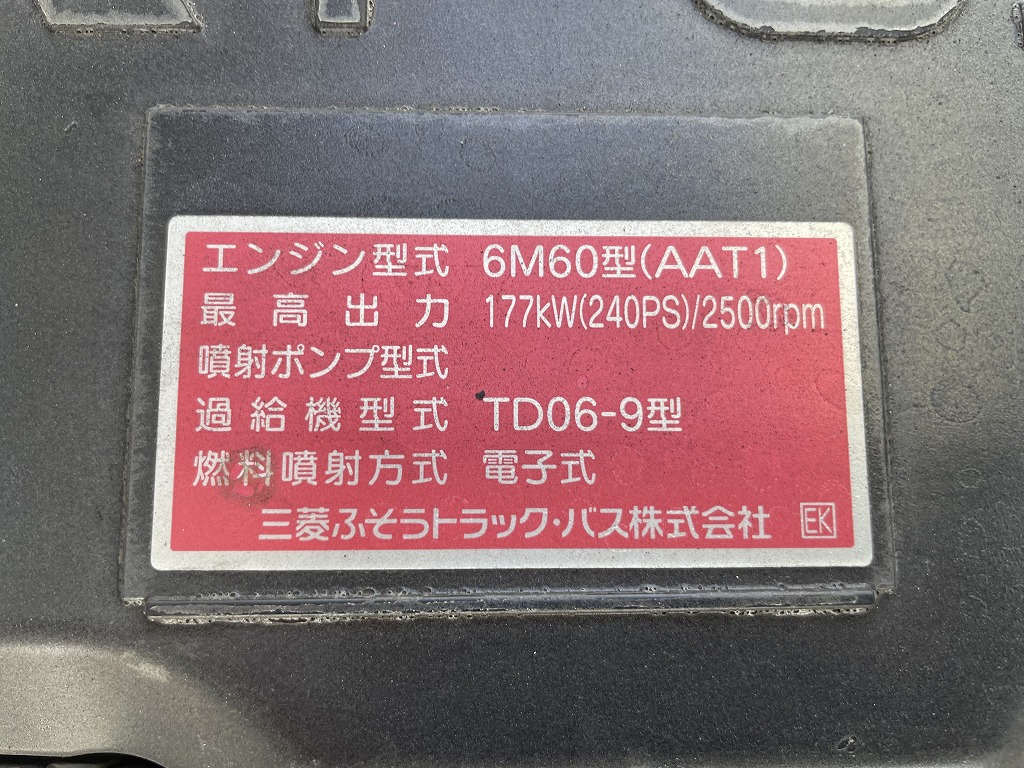 エンジン型式 6M60型(AAT1)
最高出力 177kW(240PS)/2500rpm
噴射ポンプ型式
過給機型式 TD06-9型
燃料噴射方式 電子式
三菱ふそうトラック・バス株式会社 EK